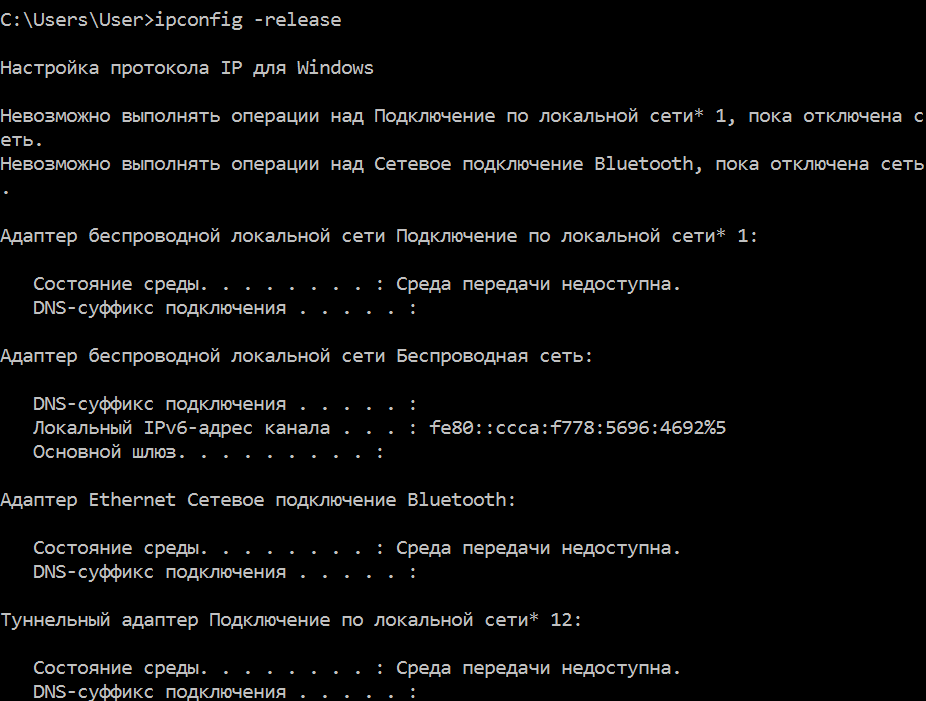 C:\Users\User>ipconfig -release
Настройка протокола IP для Windows
Невозможно выполнять операции над Подключение по локальной сети* 1, пока отключена с
еть.
Невозможно выполнять операции над Сетевое подключение Bluetooth, пока отключена сеть
.
Адаптер беспроводной локальной сети Подключение по локальной сети* 1:
Состояние среды. . . . . . . . : Среда передачи недоступна.
DNS-суффикс подключения . . . . . :
Адаптер беспроводной локальной сети Беспроводная сеть:
DNS-суффикс подключения . . . . . :
Локальный IPv6-адрес канала . . . : fe80::ccca:f778:5696:4692%5
Основной шлюз. . . . . . . . . :
Адаптер Ethernet Сетевое подключение Bluetooth:
Состояние среды. . . . . . . . : Среда передачи недоступна.
DNS-суффикс подключения . . . . . :
Туннельный адаптер Подключение по локальной сети* 12:
Состояние среды. . . . . . . . : Среда передачи недоступна.
DNS-суффикс подключения . . . . . :